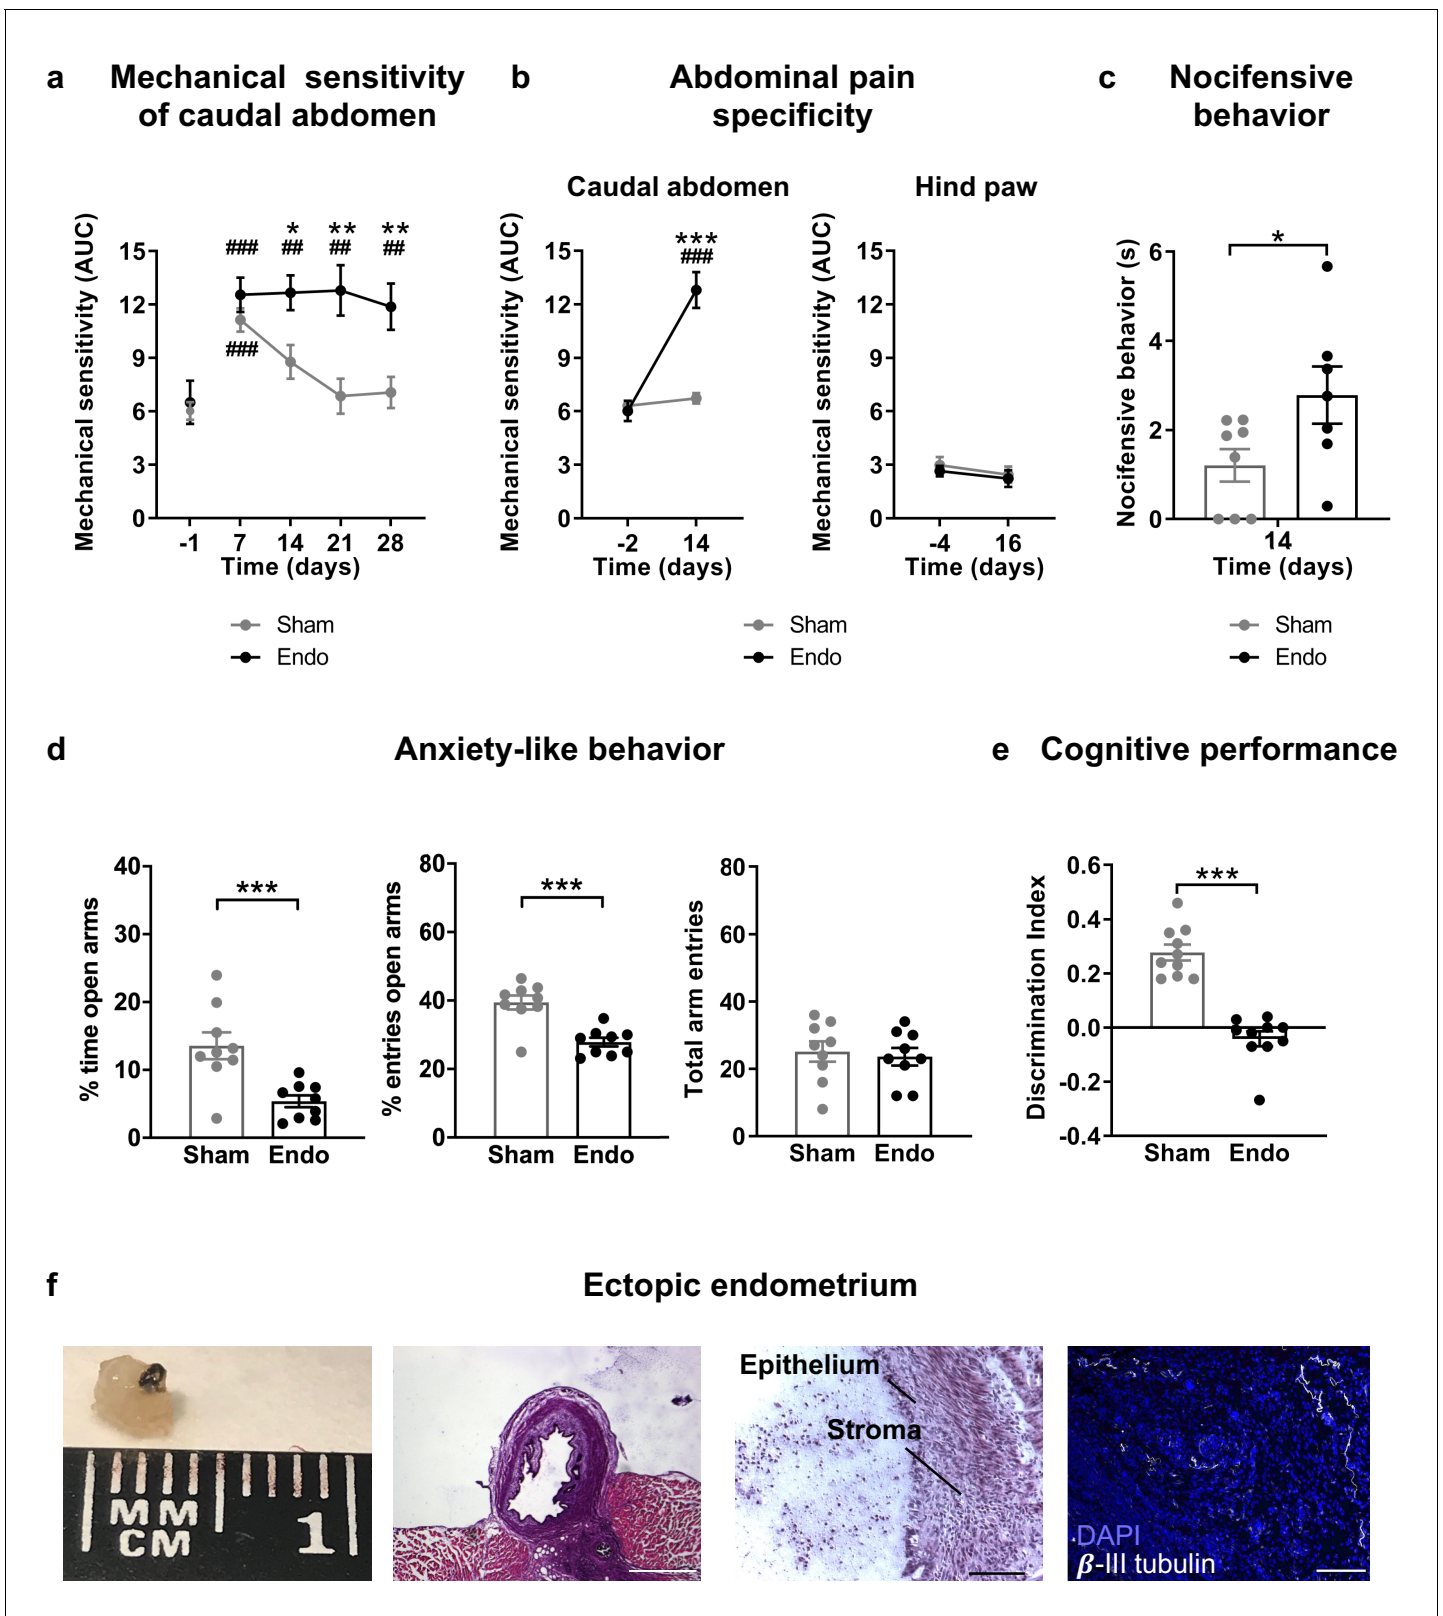 a Mechanical sensitivity of caudal abdomen
b Abdominal pain specificity
c Nocifensive behavior
Caudal abdomen
Hind paw
Mechanical sensitivity (AUC)
15
12
9
6
3
0
### * ** **
## ## ##
###
-1 7 14 21 28
Time (days)
Sham
Endo
Mechanical sensitivity (AUC)
15
12
9
6
3
0
***
###
-2 14
Time (days)
Mechanical sensitivity (AUC)
15
12
9
6
3
0
-4 16
Time (days)
Sham
Endo
Nocifensive behavior (s)
6
4
2
0
*
14
Time (days)
Sham
Endo
d Anxiety-like behavior
% time open arms
40
30
20
10
0
***
Sham Endo
% entries open arms
80
60
40
20
0
***
Sham Endo
Total arm entries
80
60
40
20
0
Sham Endo
e Cognitive performance
Discrimination Index
0.6
0.4
0.2
0.0
-0.2
-0.4
***
Sham Endo
f Ectopic endometrium
MM
CM
1
Epithelium
Stroma
DAPI
β-III tubulin